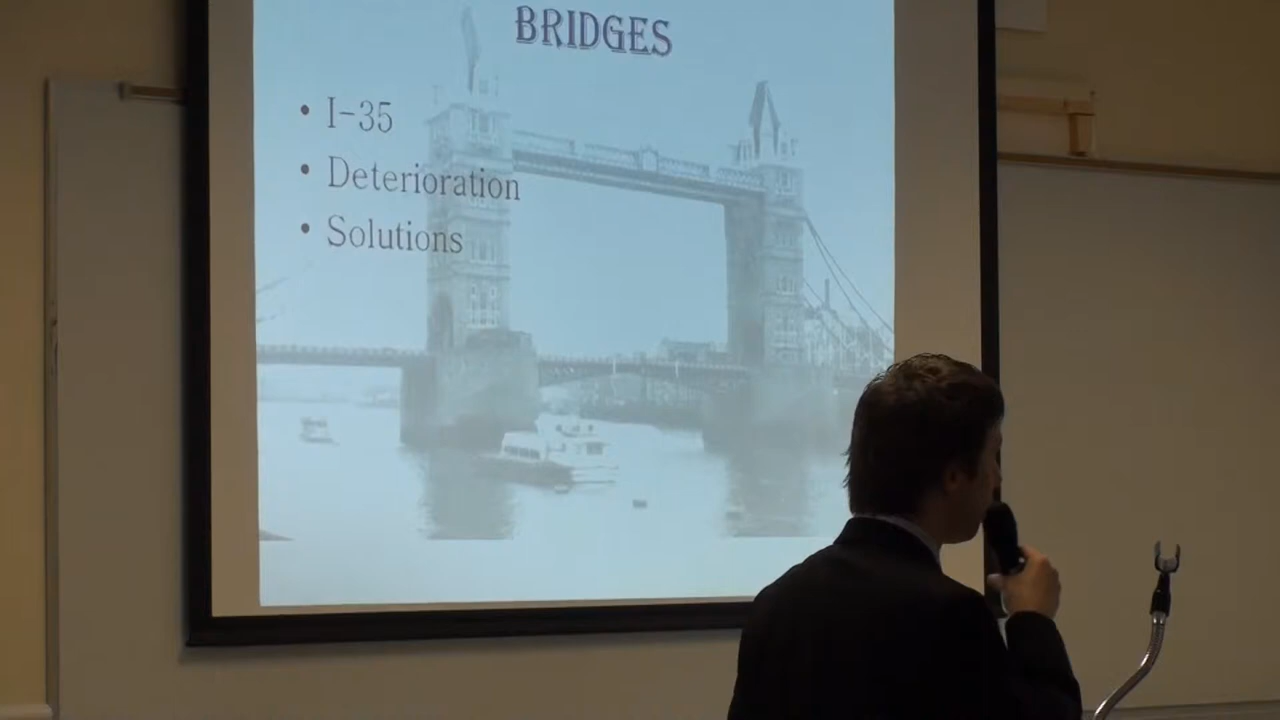 BRIDGES
• I-35
• Deterioration
• Solutions